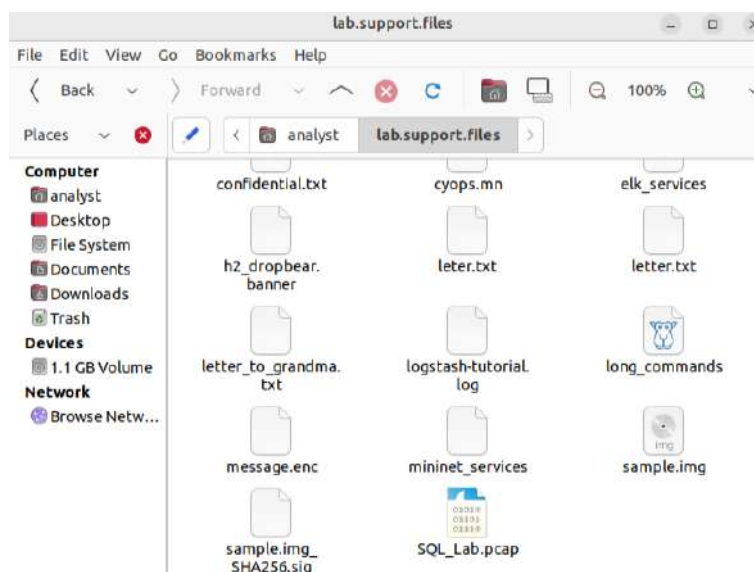 lab.support.files
File Edit View Go Bookmarks Help
Back Forward 100%
Places analyst lab.support.files
Computer
analyst
Desktop
File System
Documents
Downloads
Trash
Devices
1.1 GB Volume
Network
Browse Netw...
confidential.txt cyops.mn elk_services
h2_dropbear.
banner
leter.txt letter.txt
letter_to_grandma.
txt
logstash-tutorial.
log
long_commands
message.enc mininet_services
img
sample.img
sample.img_
SHA256.sig
SQL_Lab.pcap